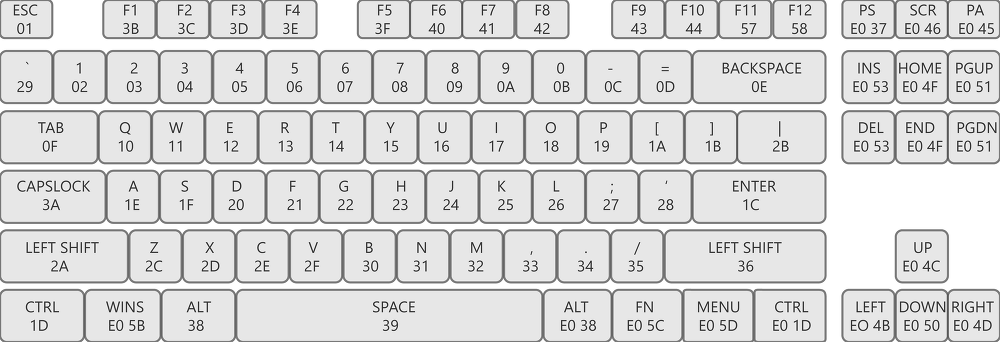 ESC F1 F2 F3 F4 F5 F6 F7 F8 F9 F10 F11 F12 PS SCR PA
01 3B 3C 3D 3E 3F 40 41 42 43 44 57 58 E0 37 E0 46 E0 45
` 1 2 3 4 5 6 7 8 9 0 - = BACKSPACE INS HOME PGUP
29 02 03 04 05 06 07 08 09 0A 0B 0C 0D 0E E0 53 E0 4F E0 51
TAB Q W E R T Y U I O P [ ] | DEL END PGDN
0F 10 11 12 13 14 15 16 17 18 19 1A 1B 2B E0 53 E0 4F E0 51
CAPSLOCK A S D F G H J K L ; ‘ ENTER
3A 1E 1F 20 21 22 23 24 25 26 27 28 1C
LEFT SHIFT Z X C V B N M , . / LEFT SHIFT UP
2A 2C 2D 2E 2F 30 31 32 33 34 35 36 E0 4C
CTRL WINS ALT SPACE ALT FN MENU CTRL LEFT DOWN RIGHT
1D E0 5B 38 39 E0 38 E0 5C E0 5D E0 1D EO 4B E0 50 E0 4D